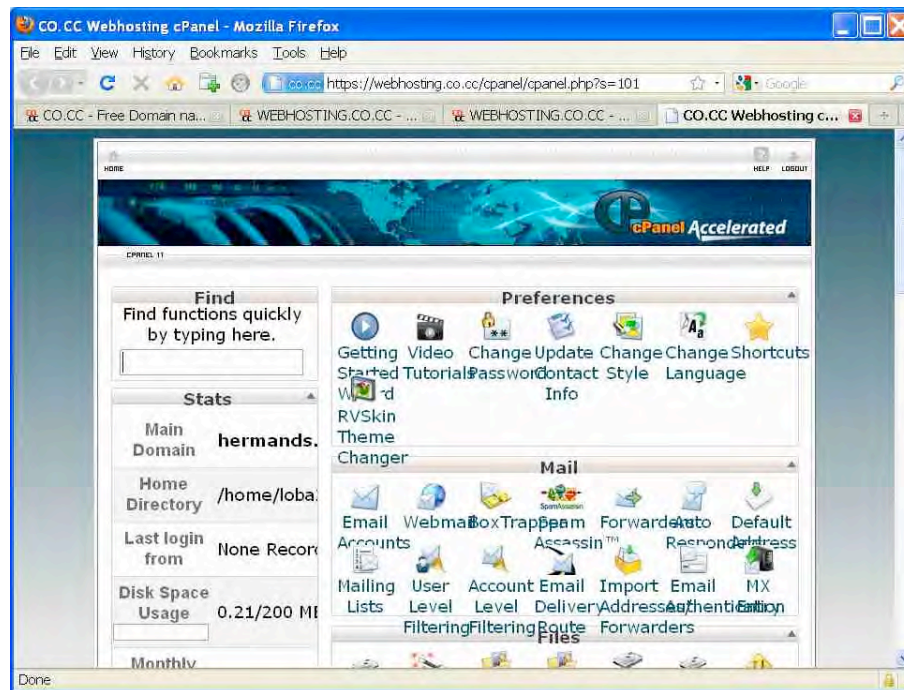 CO.CC Webhosting cPanel - Mozilla Firefox
File Edit View History Bookmarks Tools Help
co.cc https://webhosting.co.cc/cpanel/cpanel.php?s=101 Google
CO.CC - Free Domain na... WEBHOSTING.CO.CC - ... WEBHOSTING.CO.CC - ... CO.CC Webhosting c...
HOME HELP LOGOUT
cPanel Accelerated
CPANEL 11
Find
Find functions quickly
by typing here.
Stats
Main
Domain
hermands.
Home
Directory
/home/loba
Last login
from
None Recor
Disk Space
Usage
0.21/200 M
Monthly
Preferences
Getting
Started
Wizard
Video
Tutorials
Change
Password
Update
Contact
Info
Change
Style
Change
Language
Shortcuts
RVSkin
Theme
Changer
Mail
Email
Accounts
Webmail
BoxTrapper
Spam
Assassin™
Forwarders
Auto
Responders
Default
Address
Mailing
Lists
User
Level
Filtering
Account
Level
Filtering
Email
Delivery
Route
Import
Addresses/
Forwarders
Email
Authentication
MX
Entry
Files
Done